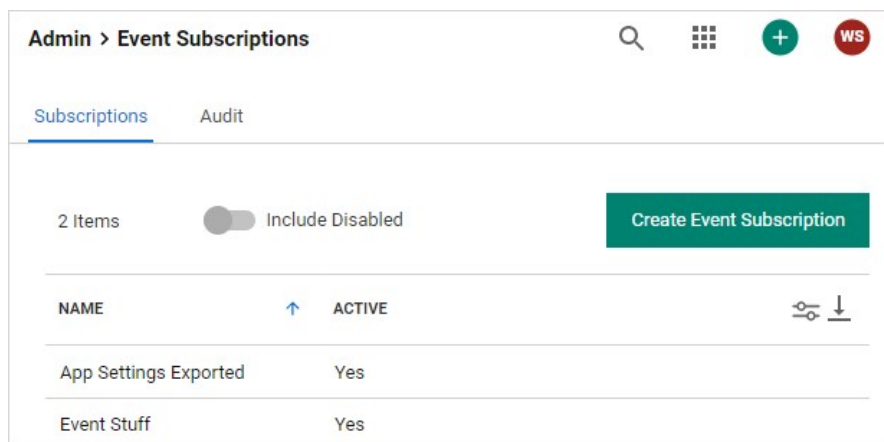 Admin > Event Subscriptions
+
WS
Subscriptions Audit
2 Items Include Disabled Create Event Subscription
NAME ↑ ACTIVE
App Settings Exported Yes
Event Stuff Yes